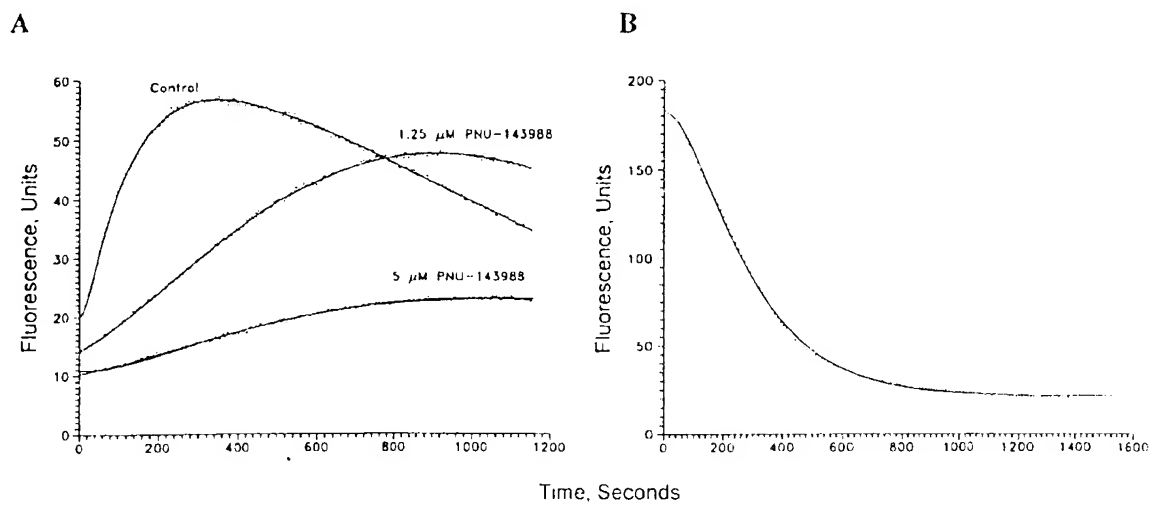 A
B
60
50
40
30
20
10
0
Fluorescence, Units
Control
1.25 μM PNU-143988
5 μM PNU-143988
0 200 400 600 800 1000 1200
200
150
100
50
0
Fluorescence, Units
0 200 400 600 800 1000 1200 1400 1600
Time, Seconds